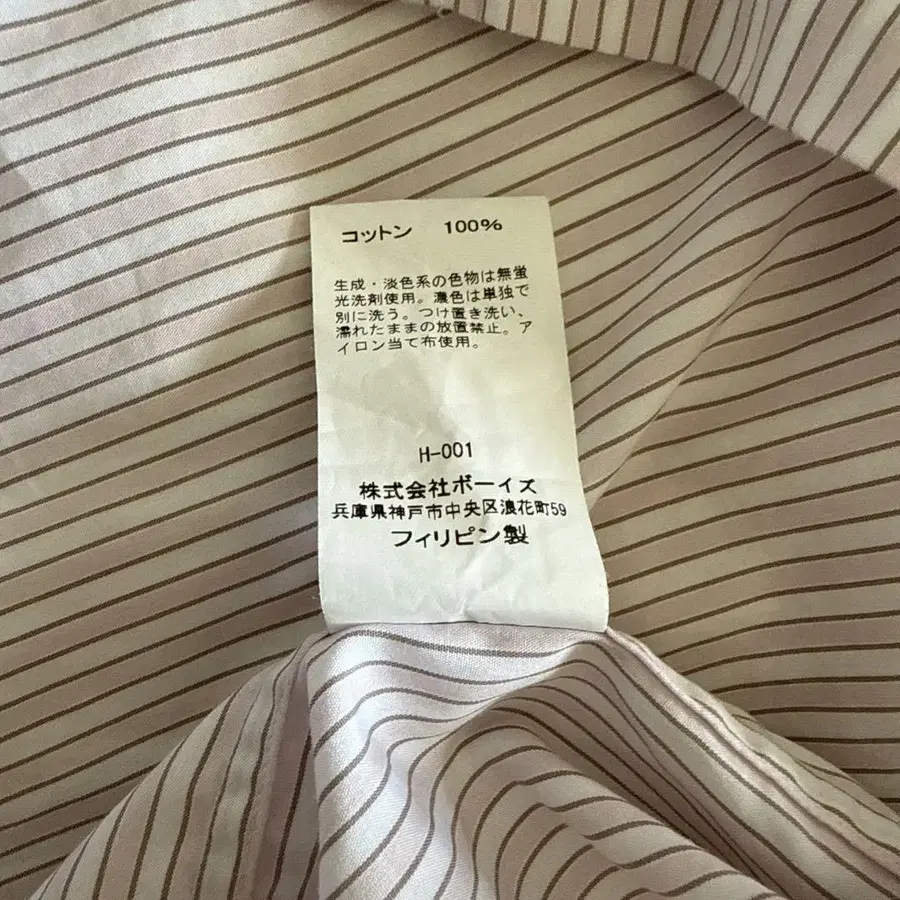 コットン 100%
生成・淡色系の色物は無蛍
光洗剤使用。濃色は単独で
別に洗う。つけ置き洗い、
濡れたままの放置禁止。ア
イロン当て布使用。
H-001
株式会社ボーイズ
兵庫県神戸市中央区浪花町59
フィリピン製